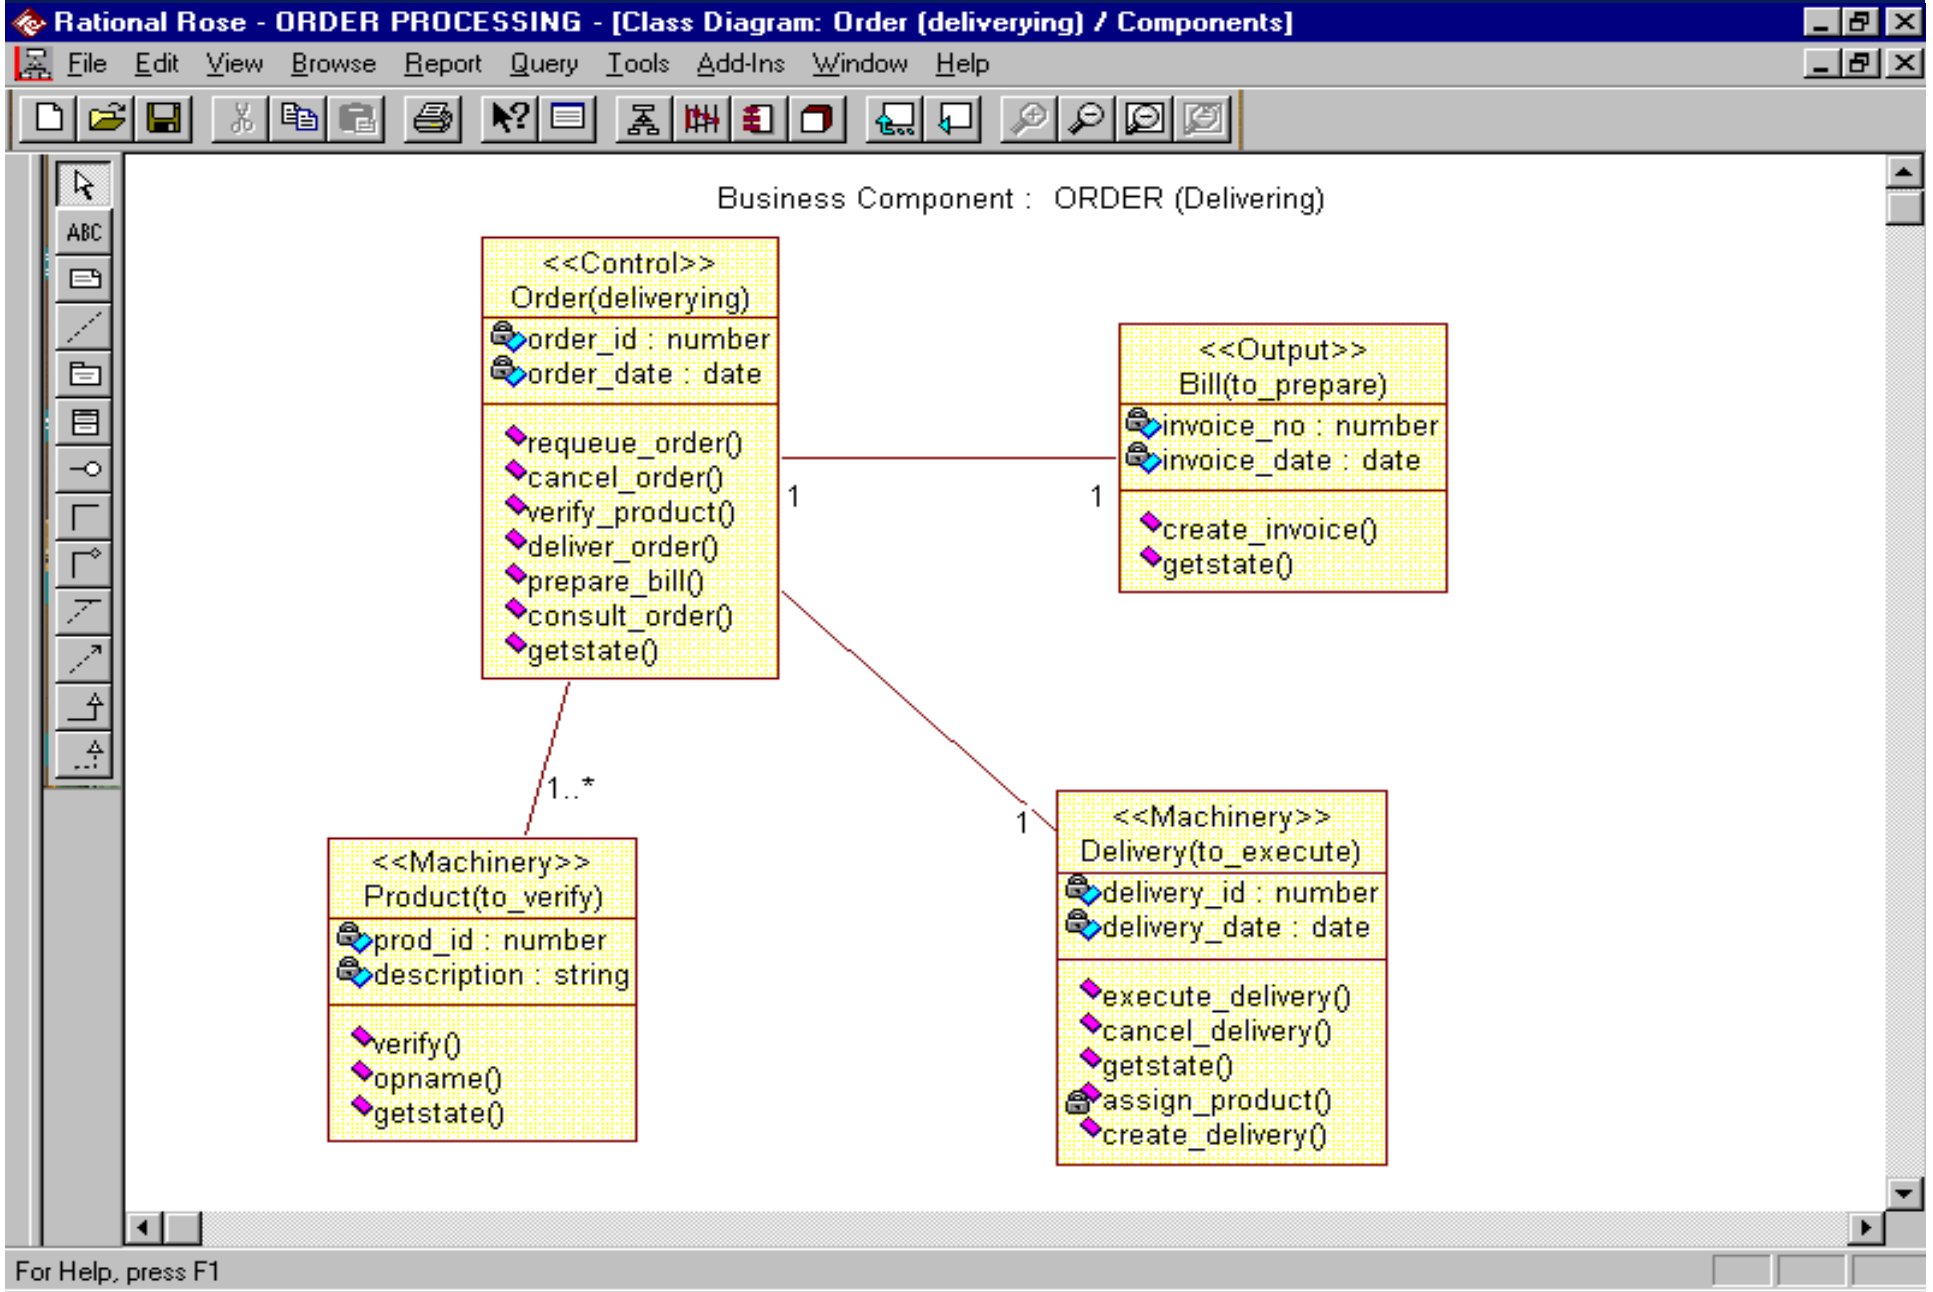 Rational Rose - ORDER PROCESSING - [Class Diagram: Order (deliverying) / Components]
File Edit View Browse Report Query Tools Add-Ins Window Help
ABC
Business Component : ORDER (Delivering)
<<Control>>
Order(deliverying)
order_id : number
order_date : date
requeue_order()
cancel_order()
verify_product()
deliver_order()
prepare_bill()
consult_order()
getstate()
<<Output>>
Bill(to_prepare)
invoice_no : number
invoice_date : date
create_invoice()
getstate()
1
1
1..*
1
<<Machinery>>
Product(to_verify)
prod_id : number
description : string
verify()
opname()
getstate()
<<Machinery>>
Delivery(to_execute)
delivery_id : number
delivery_date : date
execute_delivery()
cancel_delivery()
getstate()
assign_product()
create_delivery()
For Help, press F1